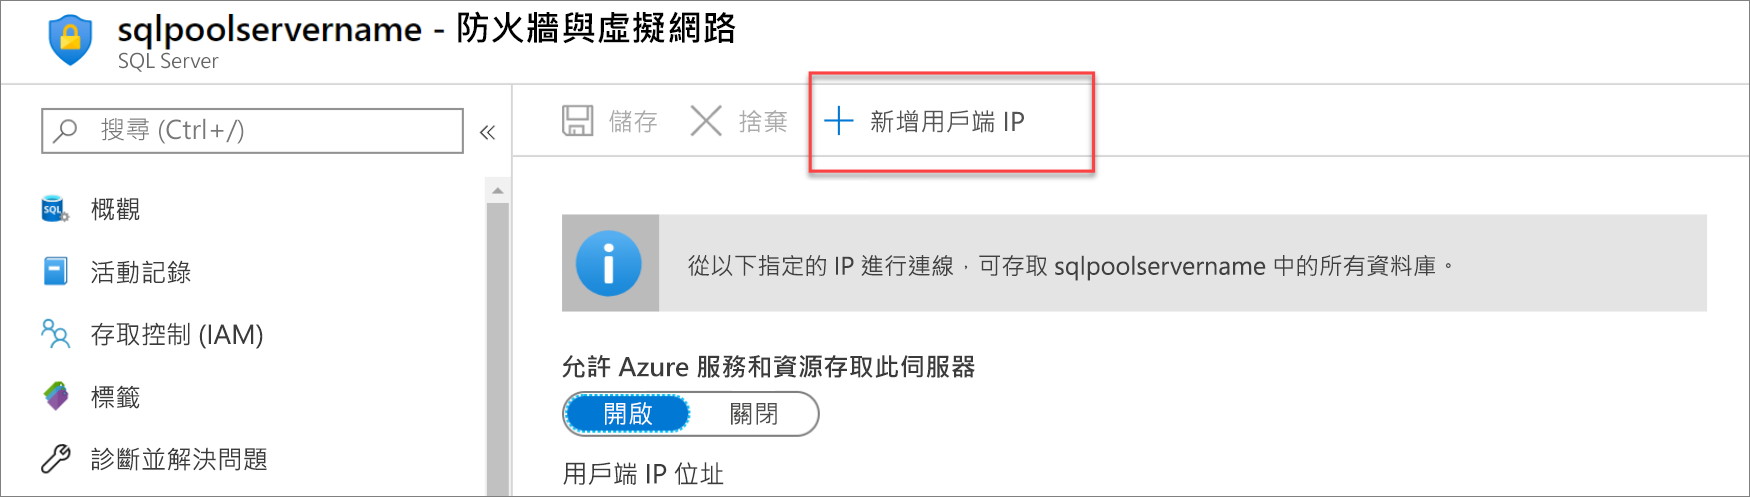 sqlpoolservername - 防火牆與虛擬網路
SQL Server
搜尋 (Ctrl+/)
«
儲存
捨棄
新增用戶端 IP
SQL
概觀
活動記錄
存取控制 (IAM)
標籤
診斷並解決問題
從以下指定的 IP 進行連線，可存取 sqlpoolservername 中的所有資料庫。
允許 Azure 服務和資源存取此伺服器
開啟 關閉
用戶端 IP 位址